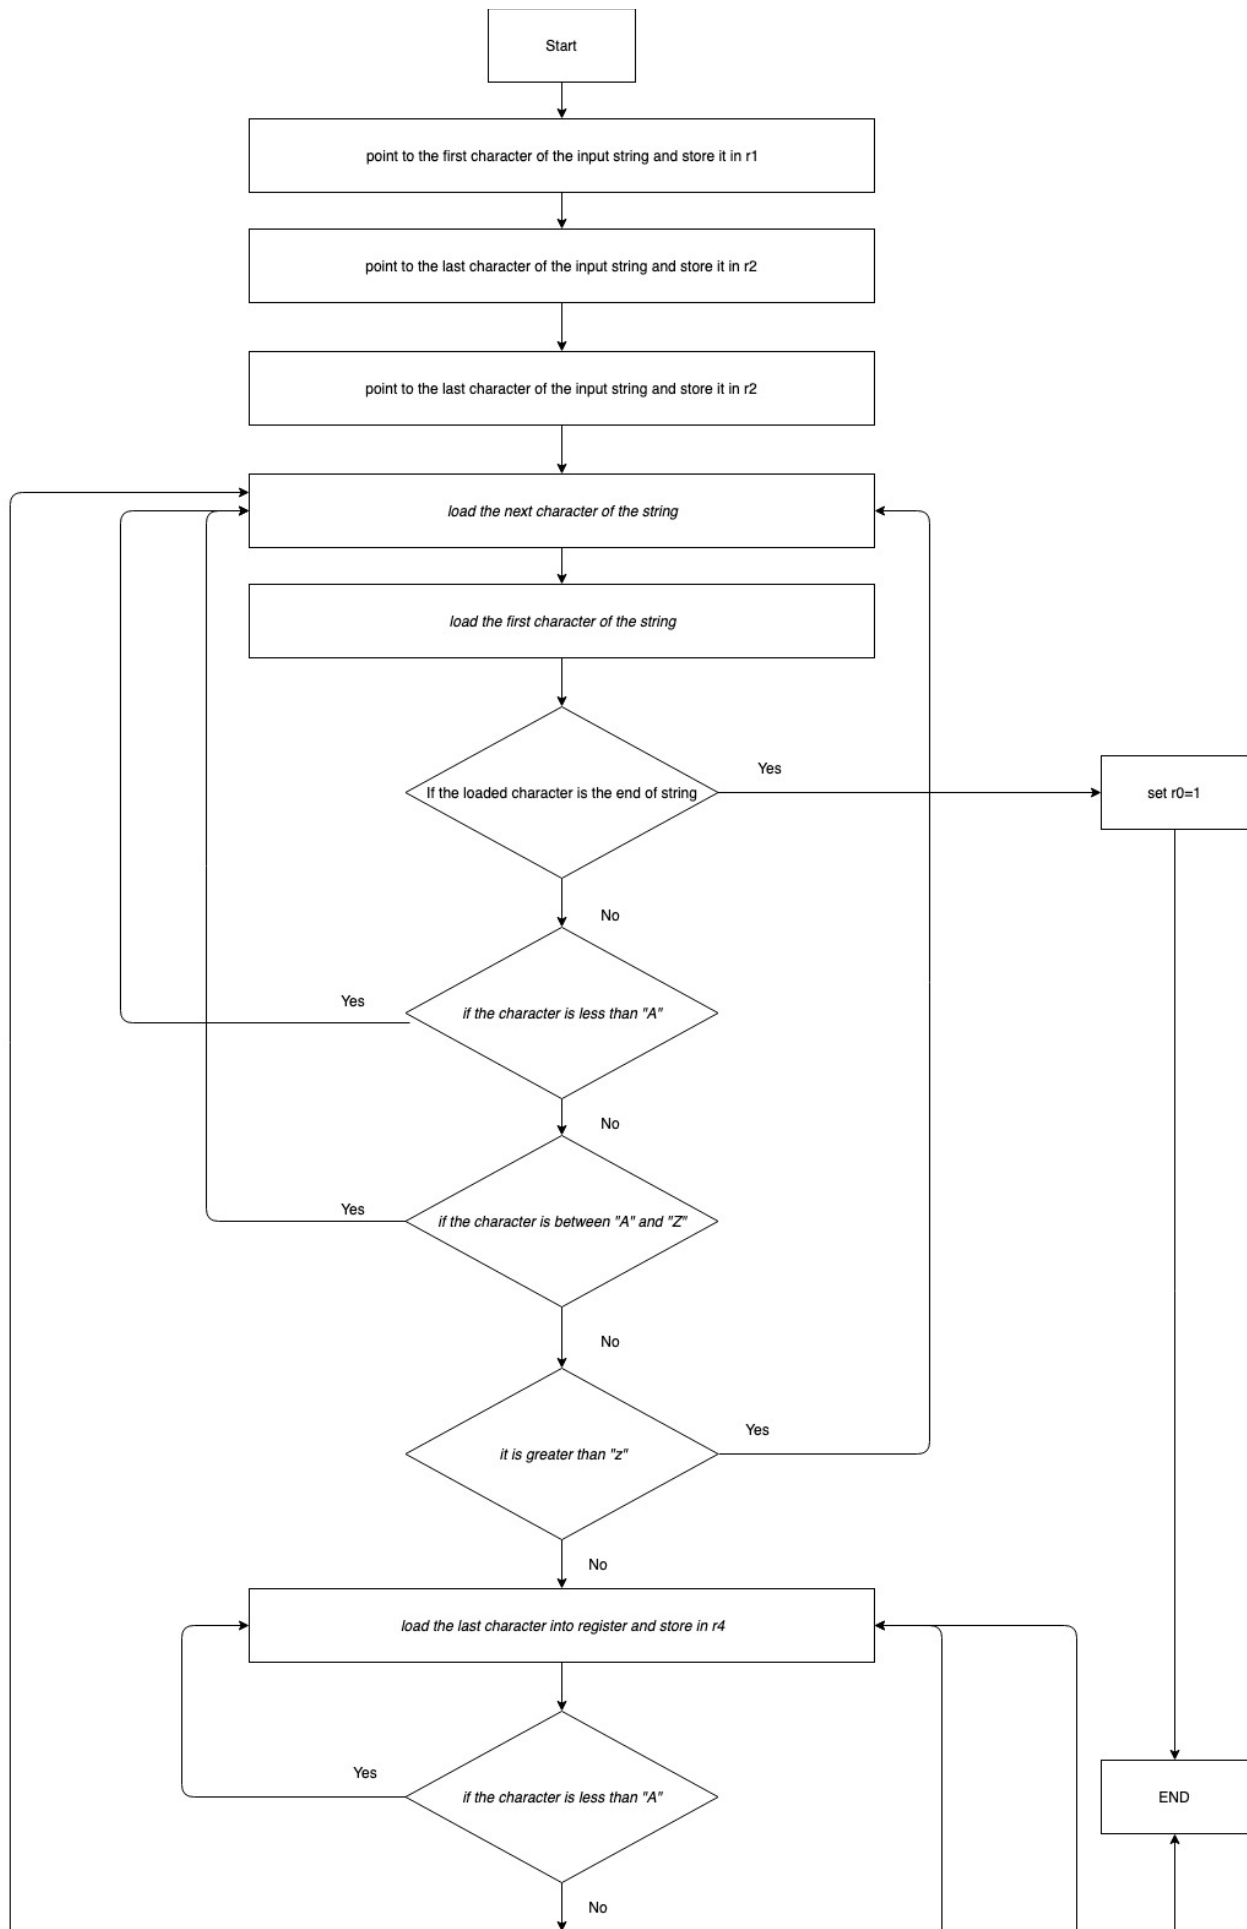 Start
point to the first character of the input string and store it in r1
point to the last character of the input string and store it in r2
point to the last character of the input string and store it in r2
load the next character of the string
load the first character of the string
If the loaded character is the end of string
Yes
set r0=1
No
if the character is less than "A"
Yes
No
if the character is between "A" and "Z"
Yes
No
it is greater than "z"
Yes
No
load the last character into register and store in r4
if the character is less than "A"
Yes
END
No